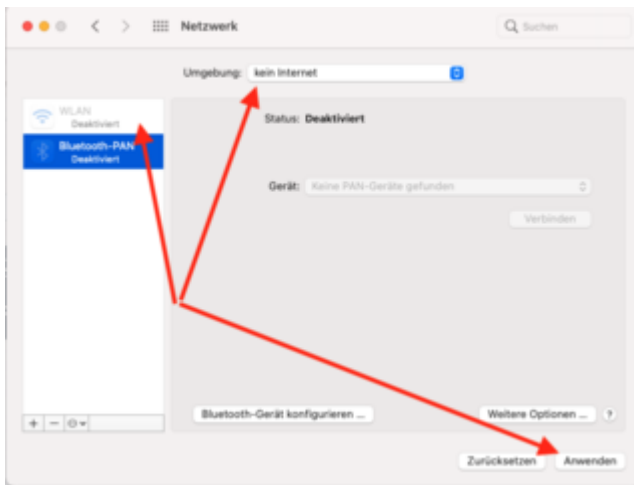 Netzwerk
Suchen
Umgebung: kein Internet
WLAN
Deaktiviert
Bluetooth-PAN
Deaktiviert
Status: Deaktiviert
Gerät: Keine PAN-Geräte gefunden
Verbinden
Bluetooth-Gerät konfigurieren ...
Weitere Optionen ...
?
+ −
Zurücksetzen
Anwenden